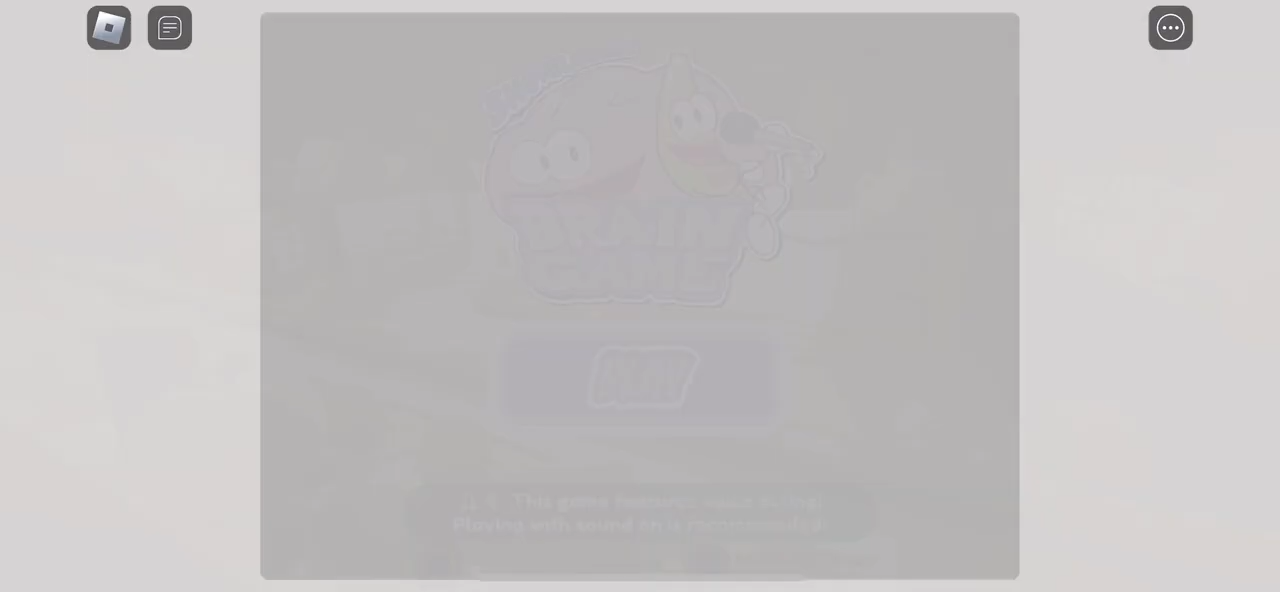 BRAIN
GAME
PLAY
This game features voice acting!
Playing with sound on is recommended